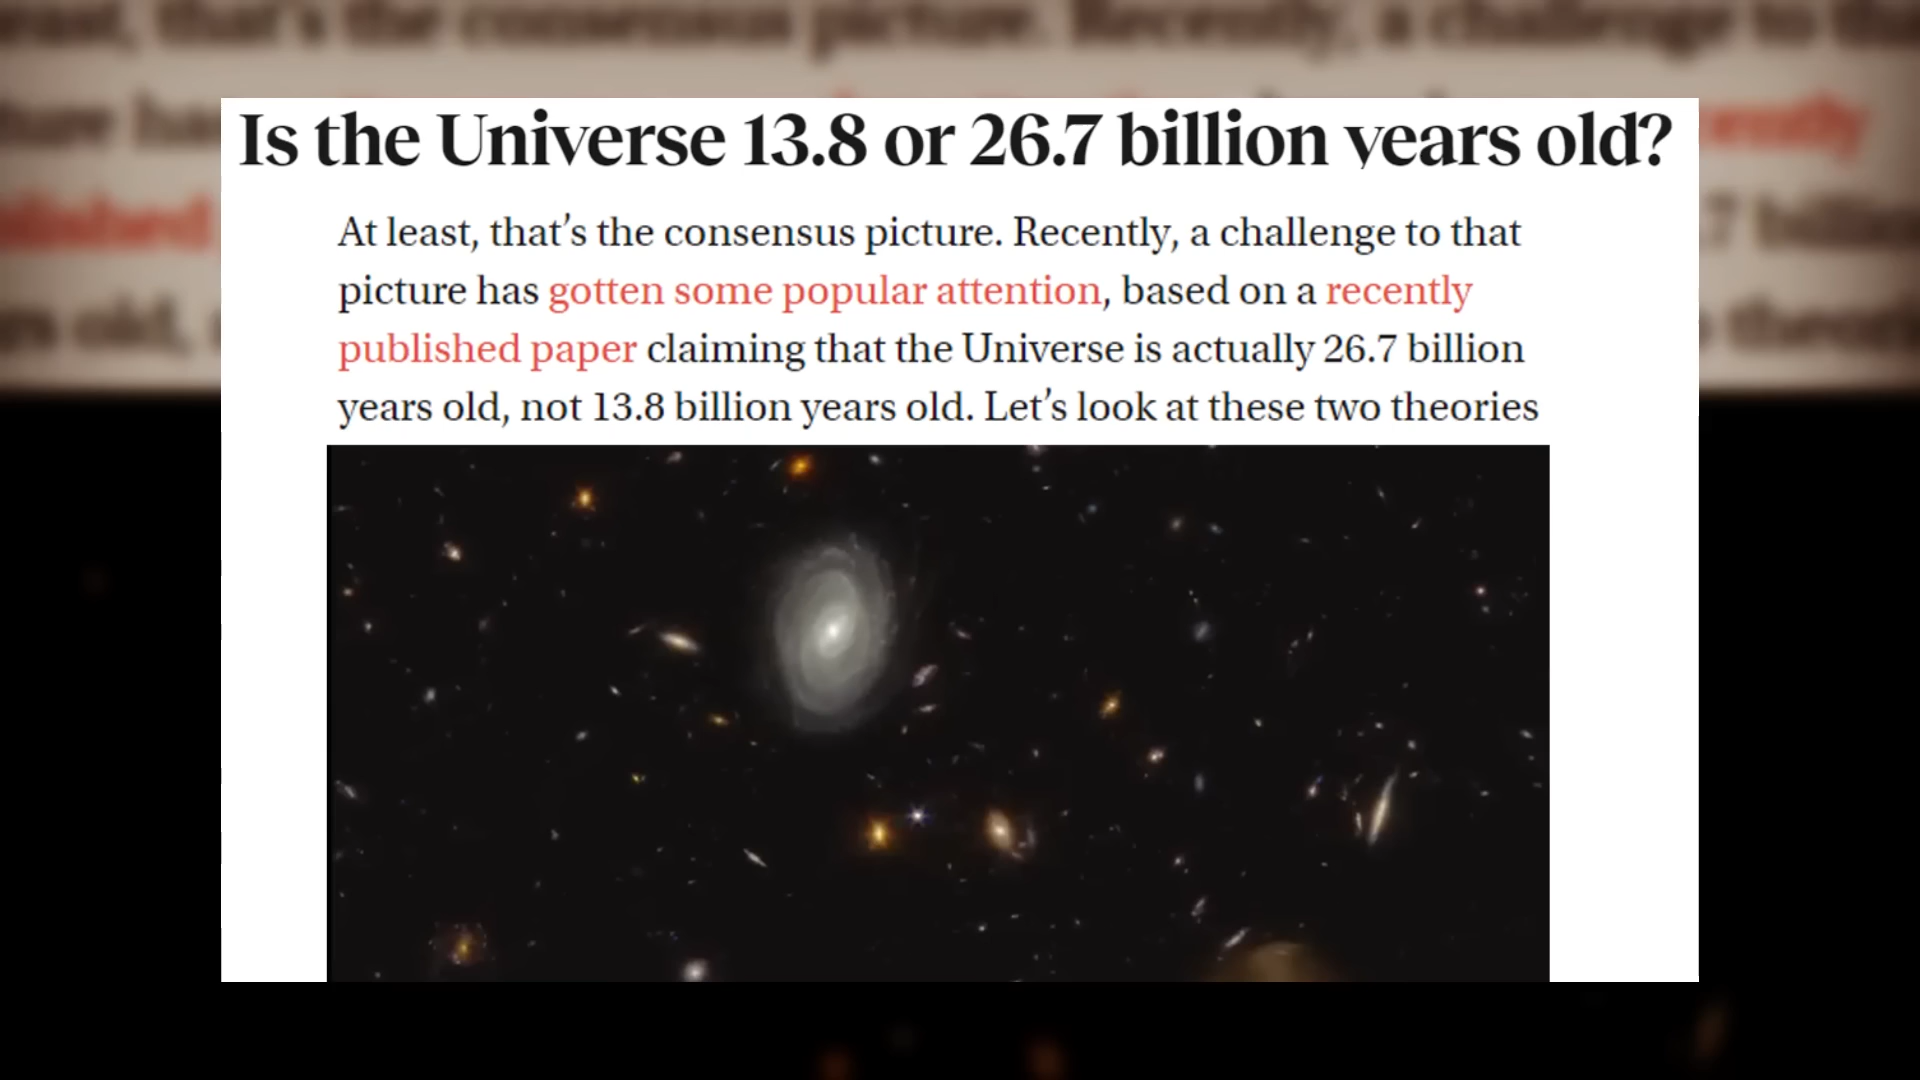 Is the Universe 13.8 or 26.7 billion years old?
At least, that’s the consensus picture. Recently, a challenge to that
picture has gotten some popular attention, based on a recently
published paper claiming that the Universe is actually 26.7 billion
years old, not 13.8 billion years old. Let’s look at these two theories